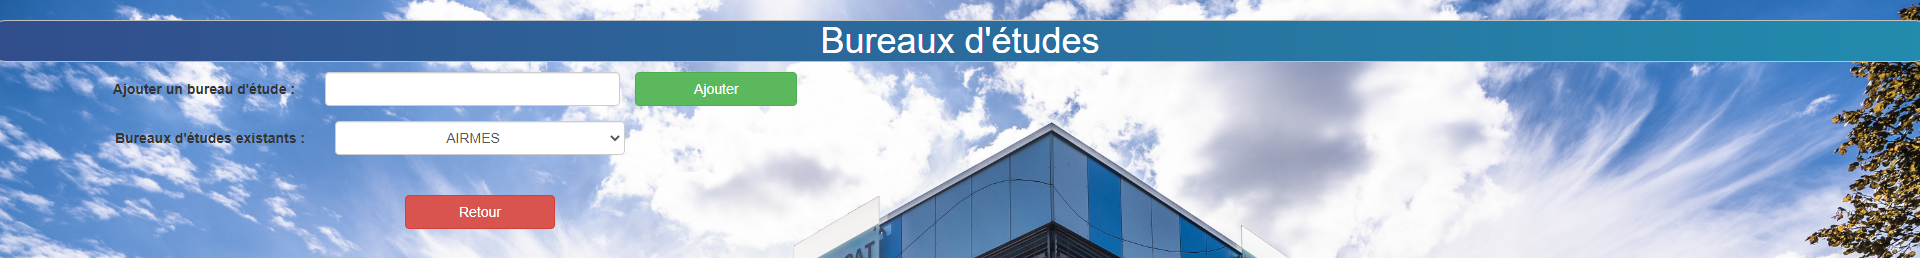 Bureaux d'études
Ajouter un bureau d'étude :
Ajouter
Bureaux d'études existants :
AIRMES
Retour